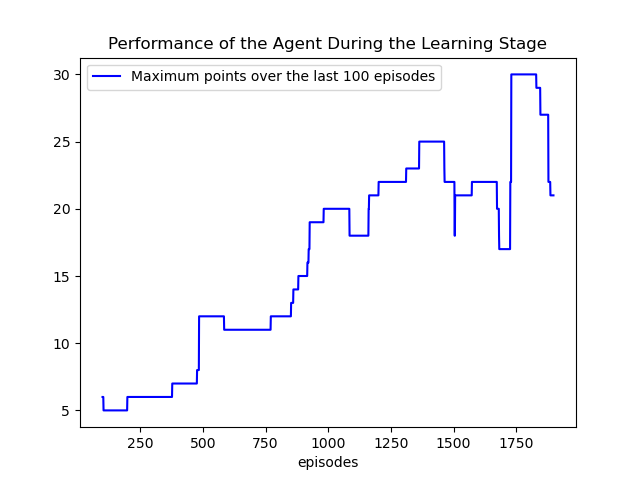 Performance of the Agent During the Learning Stage
Maximum points over the last 100 episodes
30
25
20
15
10
5
250 500 750 1000 1250 1500 1750
episodes